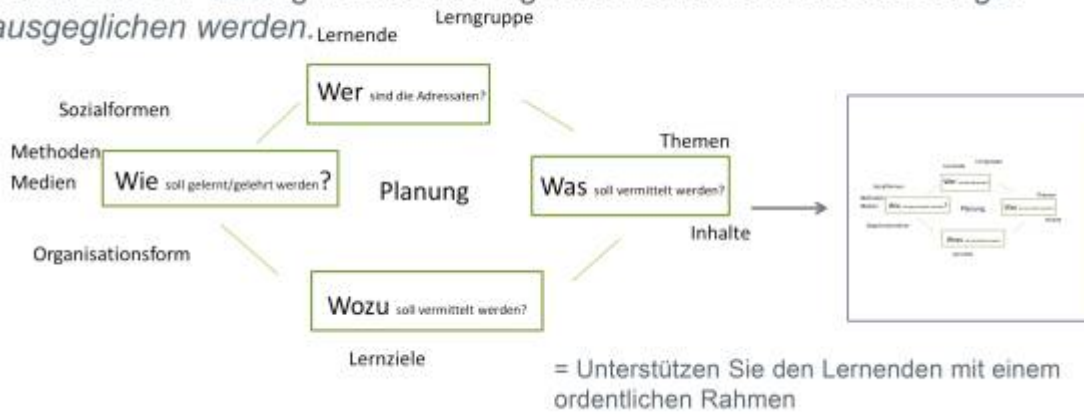 ausgeglichen werden.
Lerngruppe
Lernende
Wer sind die Adressaten?
Sozialformen
Methoden
Medien
Wie soll gelernt/gelehrt werden?
Planung
Themen
Was soll vermittelt werden?
Inhalte
Organisationsform
Wozu soll vermittelt werden?
Lernziele
= Unterstützen Sie den Lernenden mit einem
ordentlichen Rahmen